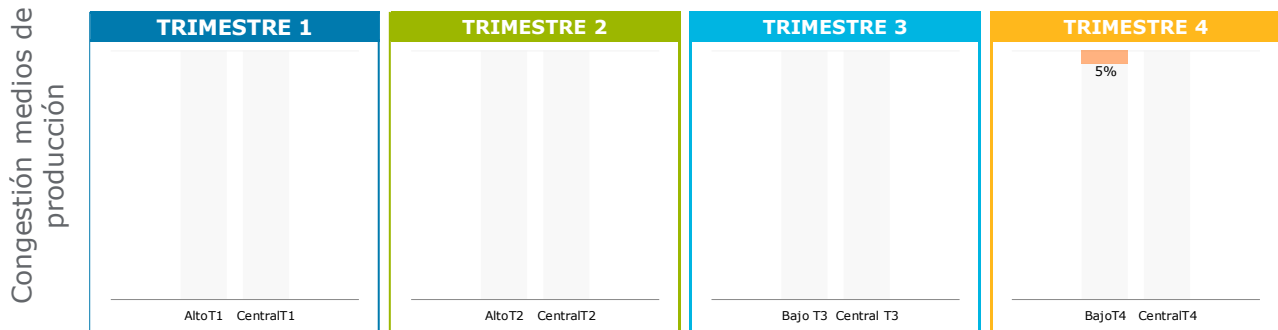 Congestión medios de
producción
TRIMESTRE 1
AltoT1 CentralT1
TRIMESTRE 2
AltoT2 CentralT2
TRIMESTRE 3
Bajo T3 Central T3
TRIMESTRE 4
5%
BajoT4 CentralT4